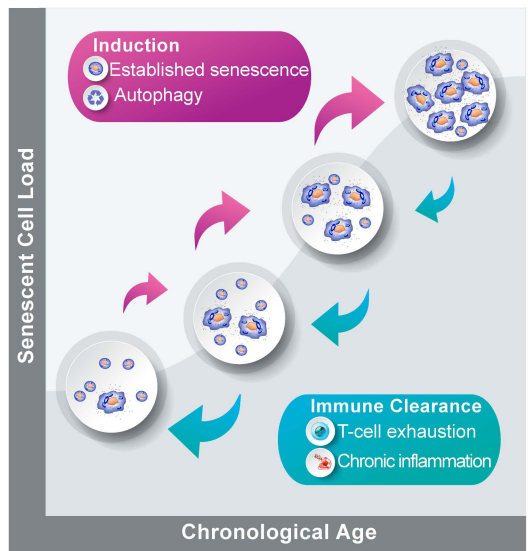 Induction
Established senescence
Autophagy
Senescent Cell Load
Immune Clearance
T-cell exhaustion
Chronic inflammation
Chronological Age